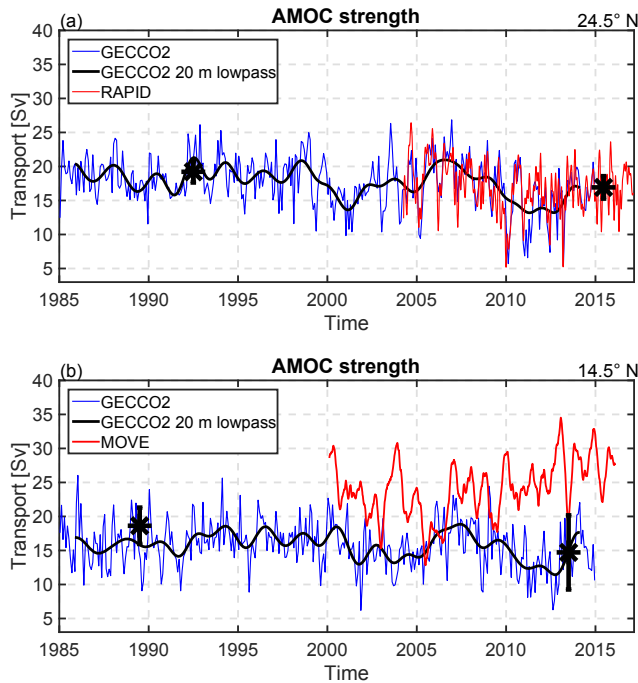 (a) AMOC strength 24.5° N
GECCO2
GECCO2 20 m lowpass
RAPID
Transport [Sv]
40
35
30
25
20
15
10
5
1985 1990 1995 2000 2005 2010 2015
Time
(b) AMOC strength 14.5° N
GECCO2
GECCO2 20 m lowpass
MOVE
Transport [Sv]
40
35
30
25
20
15
10
5
1985 1990 1995 2000 2005 2010 2015
Time